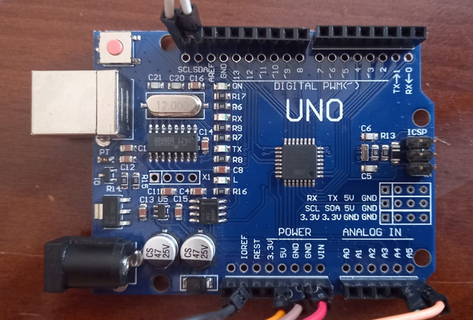 SCL SDA AREF GND 13 12 ~11 ~10 ~9 8 7 ~6 ~5 4 ~3 2 TX→1 RX←0
DIGITAL PWM(~)
UNO
C21 C20 C16
ON
R17
R6
RX
R9
R7
TX
R8
C8
L
R16
12.000
C14
PT
C11
R14
R15
X1
C13 U5 C4 C15
CS
47
25V
CS
47
25V
C6
R13
C5
ICSP
RX TX 5V GND
SCL SDA 5V GND
3.3V 3.3V GND GND
POWER
ANALOG IN
IOREF REST 3.3V 5V GND GND VIN
A0 A1 A2 A3 A4 A5